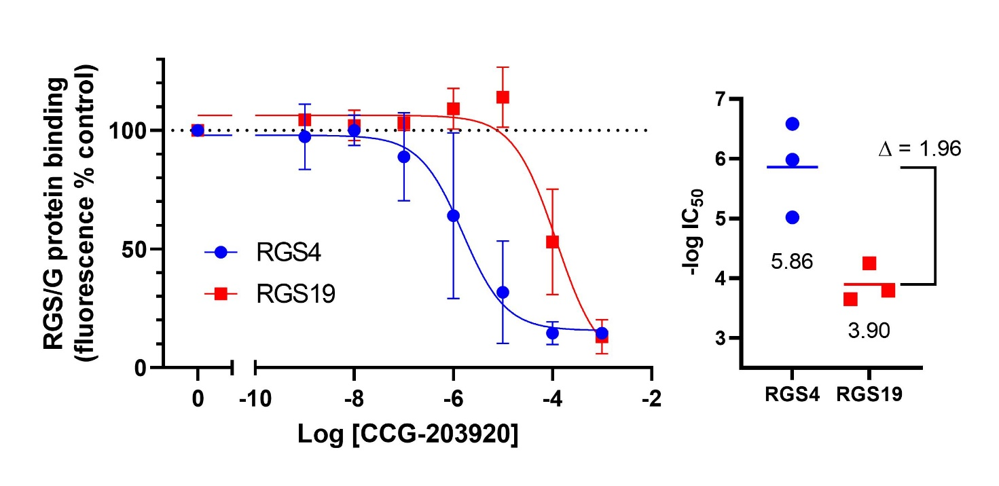 RGS/G protein binding
(fluorescence % control)
100
50
0
RGS4
RGS19
0 -10 -8 -6 -4 -2
Log [CCG-203920]
-log IC50
7
6
5
4
3
Δ = 1.96
5.86
3.90
RGS4 RGS19